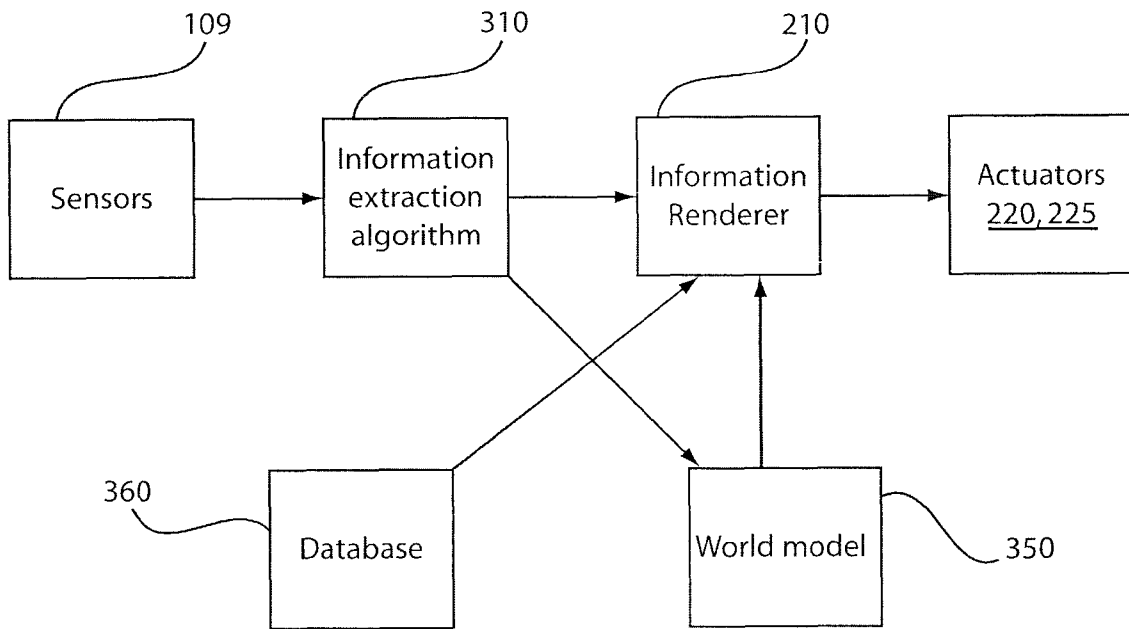 109
310
210
Sensors
Information
extraction
algorithm
Information
Renderer
Actuators
220, 225
360
Database
World model
350